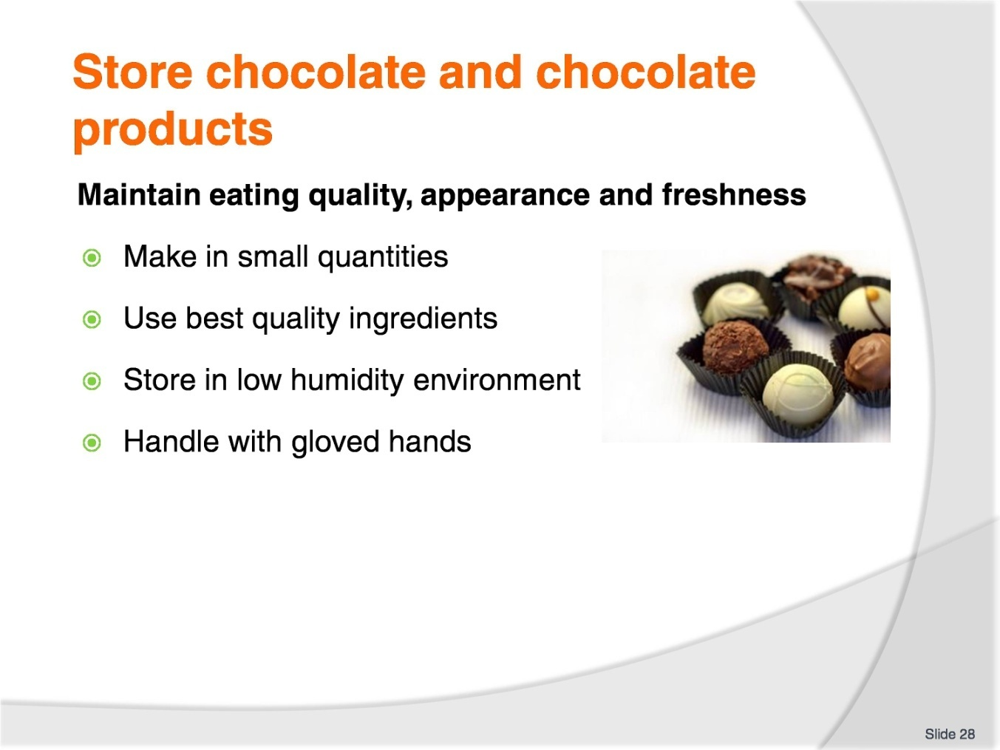 Store chocolate and chocolate
products
Maintain eating quality, appearance and freshness
Make in small quantities
Use best quality ingredients
Store in low humidity environment
Handle with gloved hands
Slide 28